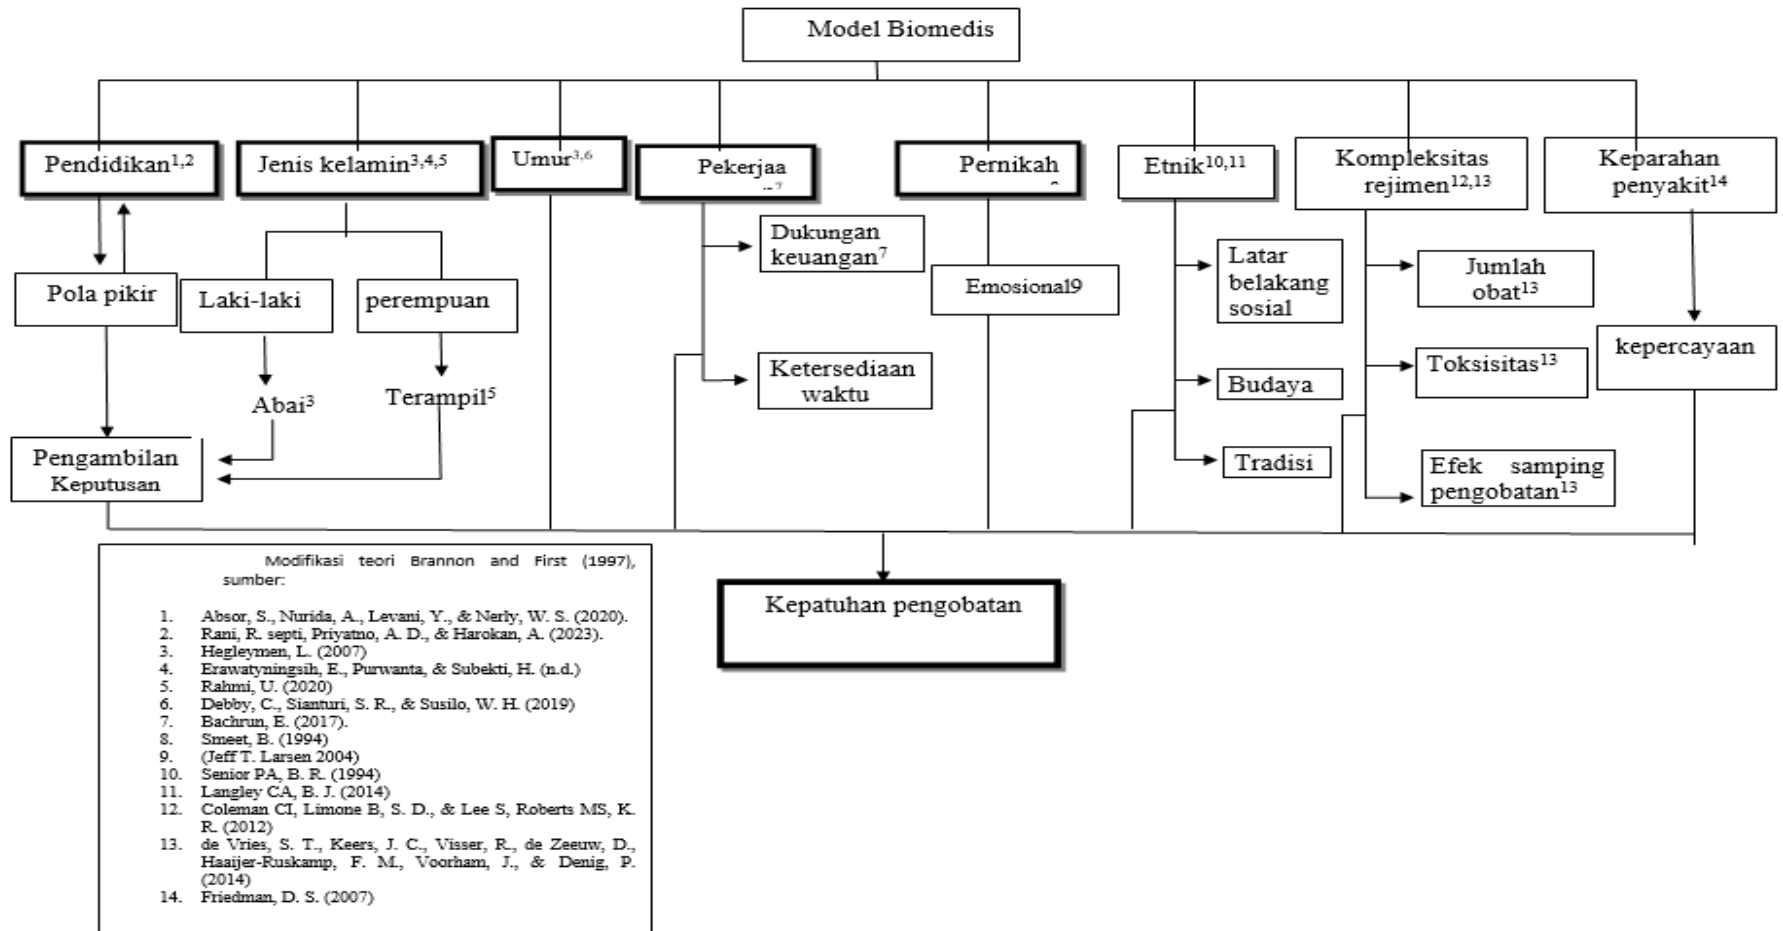 Model Biomedis
Pendidikan1,2
Jenis kelamin3,4,5
Umur3,6
Pekerjaa
Pernikah
Etnik10,11
Kompleksitas
rejimen12,13
Keparahan
penyakit14
Pola pikir
Laki-laki
perempuan
Dukungan
keuangan7
Emosional9
Latar
belakang
sosial
Jumlah
obat13
kepercayaan
Abai3
Terampil5
Ketersediaan
waktu
Budaya
Toksisitas13
Pengambilan
Keputusan
Tradisi
Efek samping
pengobatan13
Kepatuhan pengobatan
Modifikasi teori Brannon and First (1997),
sumber:
1. Absor, S., Nurida, A., Levani, Y., & Nerly, W. S. (2020).
2. Rani, R. septi, Priyatno, A. D., & Harokan, A. (2023).
3. Hegleymen, L. (2007)
4. Erawatyningsih, E., Purwanta, & Subekti, H. (n.d.)
5. Rahmi, U. (2020)
6. Debby, C., Sianturi, S. R., & Susilo, W. H. (2019)
7. Bachrun, E. (2017).
8. Smeet, B. (1994)
9. (Jeff T. Larsen 2004)
10. Senior PA, B. R. (1994)
11. Langley CA, B. J. (2014)
12. Coleman CI, Limone B, S. D., & Lee S, Roberts MS, K.
R. (2012)
13. de Vries, S. T., Keers, J. C., Visser, R., de Zeeuw, D.,
Haaijer-Ruskamp, F. M., Voorham, J., & Denig, P.
(2014)
14. Friedman, D. S. (2007)